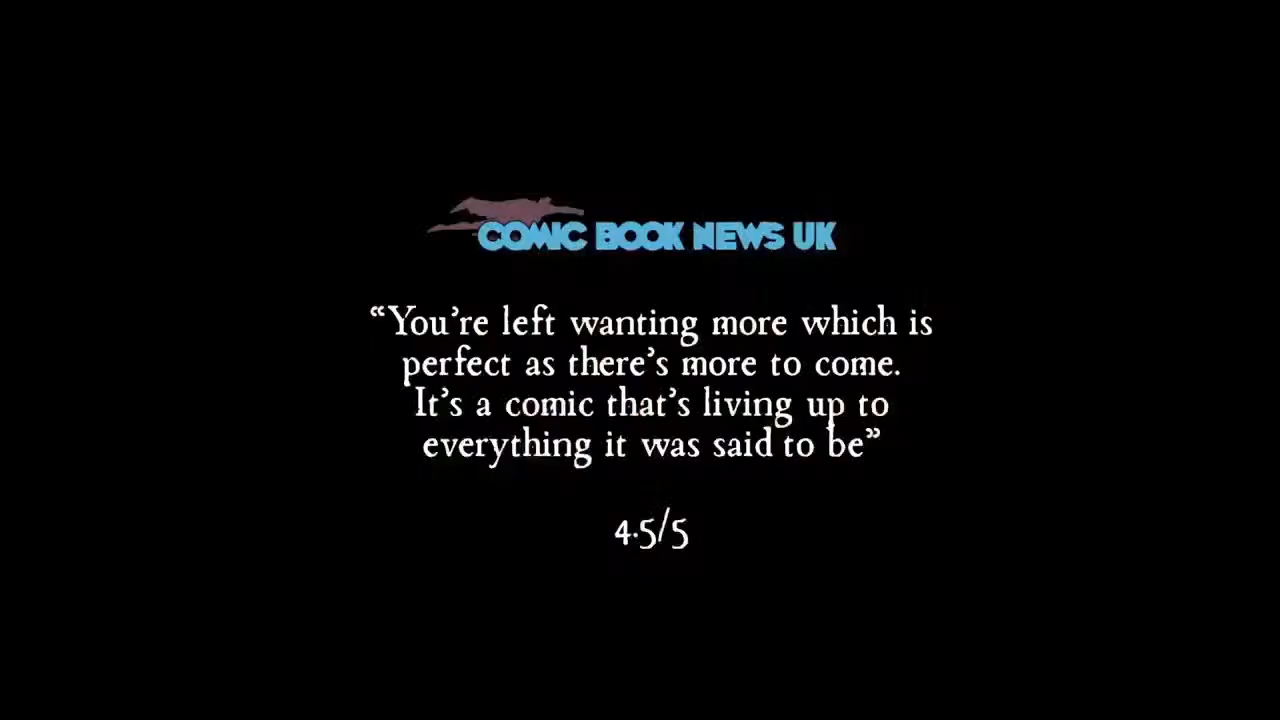 COMIC BOOK NEWS UK
“You’re left wanting more which is
perfect as there’s more to come.
It’s a comic that’s living up to
everything it was said to be”
4.5/5